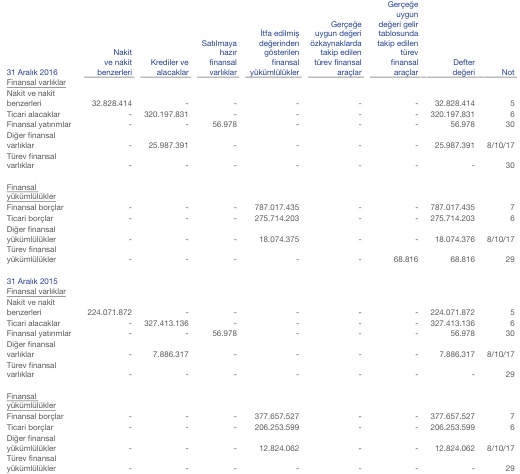 Gerçeğe
uygun
Gerçeğe değeri gelir
İtfa edilmiş uygun değeri tablosunda
Satılmaya değerinden özkaynaklarda takip edilen
Nakit hazır gösterilen takip edilen türev
ve nakit Krediler ve finansal finansal türev finansal finansal Defter
31 Aralık 2016 benzerleri alacaklar varlıklar yükümlülükler araçlar araçlar değeri Not
Finansal varlıklar
Nakit ve nakit
benzerleri 32.828.414 - - - - - 32.828.414 5
Ticari alacaklar - 320.197.831 - - - - 320.197.831 6
Finansal yatırımlar - - 56.978 - - - 56.978 30
Diğer finansal
varlıklar - 25.987.391 - - - - 25.987.391 8/10/17
Türev finansal
varlıklar - - - - - - - 30
Finansal
yükümlülükler
Finansal borçlar - - - 787.017.435 - - 787.017.435 7
Ticari borçlar - - - 275.714.203 - - 275.714.203 6
Diğer finansal
yükümlülükler - - - 18.074.375 - - 18.074.376 8/10/17
Türev finansal
yükümlülükler - - - - - 68.816 68.816 29
31 Aralık 2015
Finansal varlıklar
Nakit ve nakit
benzerleri 224.071.872 - - - - - 224.071.872 5
Ticari alacaklar - 327.413.136 - - - - 327.413.136 6
Finansal yatırımlar - - 56.978 - - - 56.978 30
Diğer finansal
varlıklar - 7.886.317 - - - - 7.886.317 8/10/17
Türev finansal
varlıklar - - - - - - - 29
Finansal
yükümlülükler
Finansal borçlar - - - 377.657.527 - - 377.657.527 7
Ticari borçlar - - - 206.253.599 - - 206.253.599 6
Diğer finansal
yükümlülükler - - - 12.824.062 - - 12.824.062 8/10/17
Türev finansal
yükümlülükler - - - - - - - 29